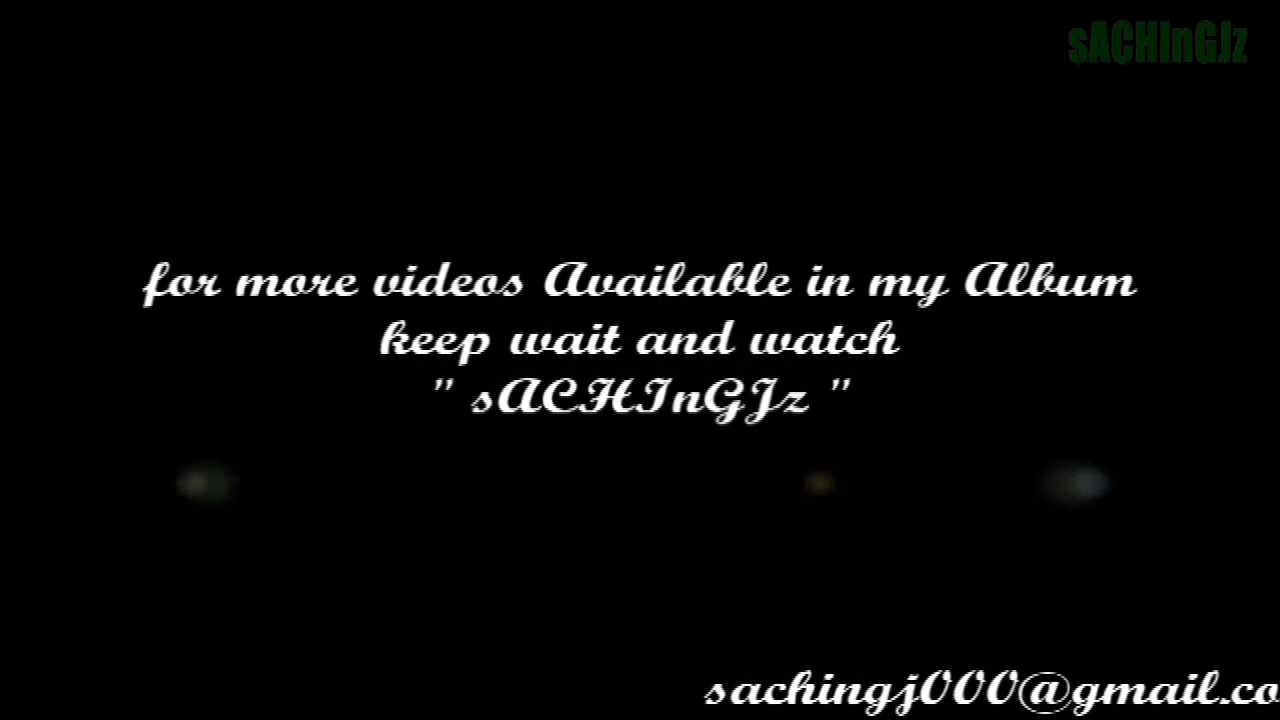 sACHInGJz
for more videos Available in my Album
keep wait and watch
" sACHInGJz "
sachingj000@gmail.co